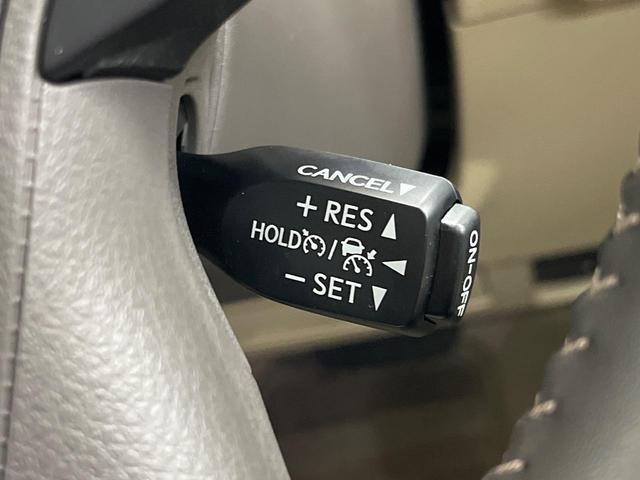 CANCEL▼
+ RES ▲
HOLD / ◀
− SET ▼
ON-OFF